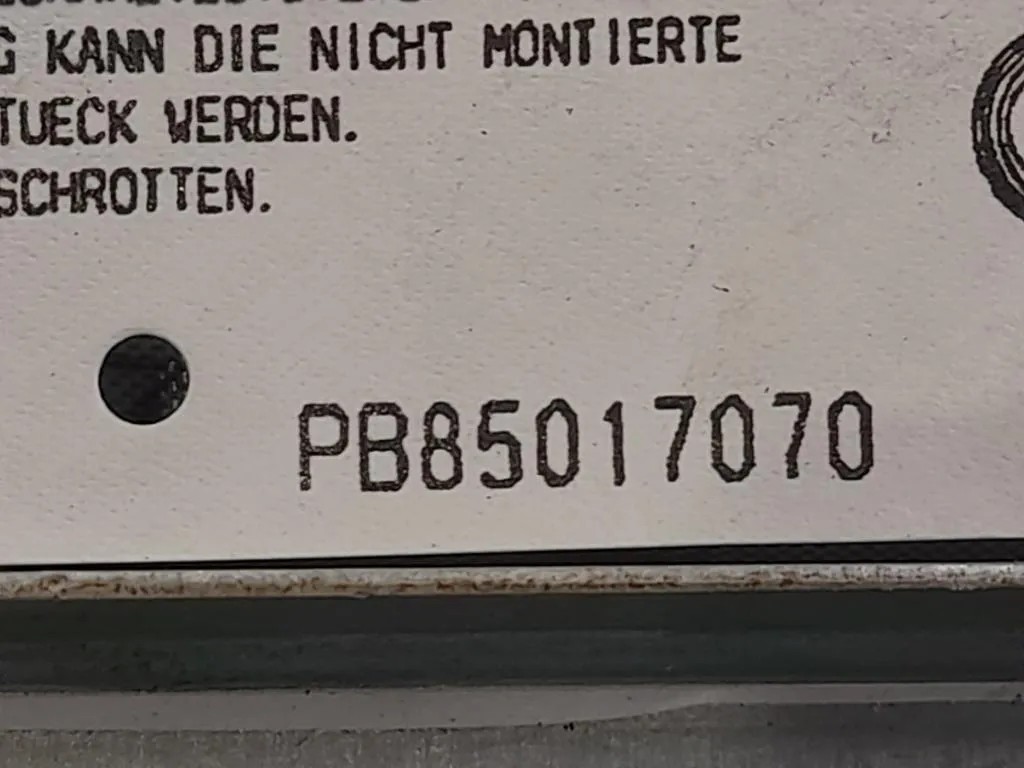 G KANN DIE NICHT MONTIERTE
TUECK WERDEN.
SCHROTTEN.
PB85017070